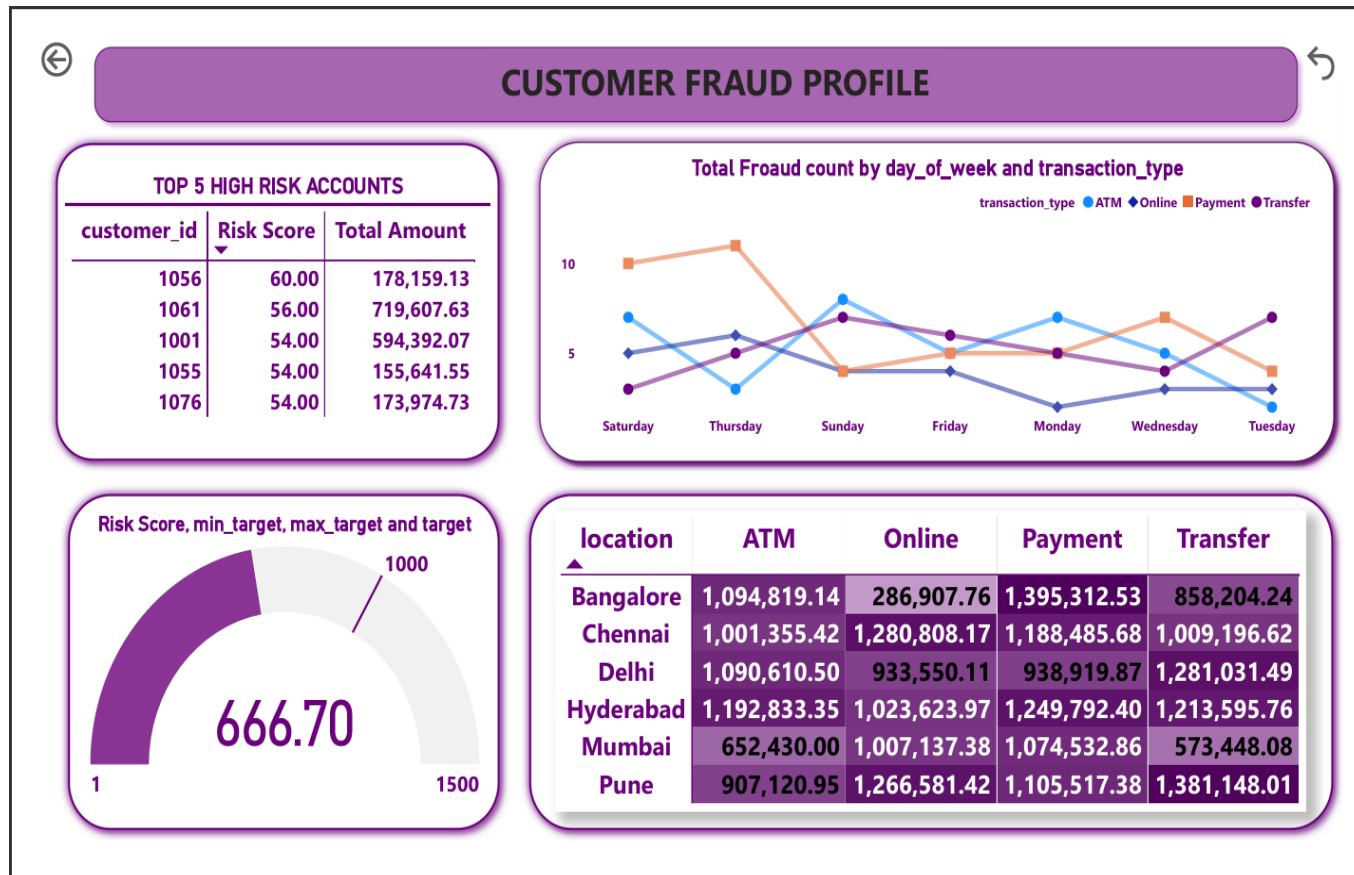 CUSTOMER FRAUD PROFILE
TOP 5 HIGH RISK ACCOUNTS
customer_id Risk Score Total Amount
1056 60.00 178,159.13
1061 56.00 719,607.63
1001 54.00 594,392.07
1055 54.00 155,641.55
1076 54.00 173,974.73
Total Froaud count by day_of_week and transaction_type
transaction_type ATM Online Payment Transfer
10
5
Saturday Thursday Sunday Friday Monday Wednesday Tuesday
Risk Score, min_target, max_target and target
1000
666.70
1 1500
location ATM Online Payment Transfer
Bangalore 1,094,819.14 286,907.76 1,395,312.53 858,204.24
Chennai 1,001,355.42 1,280,808.17 1,188,485.68 1,009,196.62
Delhi 1,090,610.50 933,550.11 938,919.87 1,281,031.49
Hyderabad 1,192,833.35 1,023,623.97 1,249,792.40 1,213,595.76
Mumbai 652,430.00 1,007,137.38 1,074,532.86 573,448.08
Pune 907,120.95 1,266,581.42 1,105,517.38 1,381,148.01